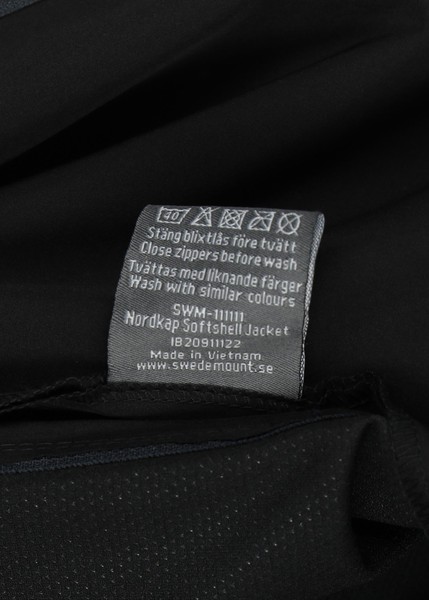 40
Stäng blixtlås före tvätt
Close zippers before wash
Tvättas med liknande färger
Wash with similar colours
SWM-111111
Nordkap Softshell Jacket
IB20911122
Made in Vietnam
www.swedemount.se